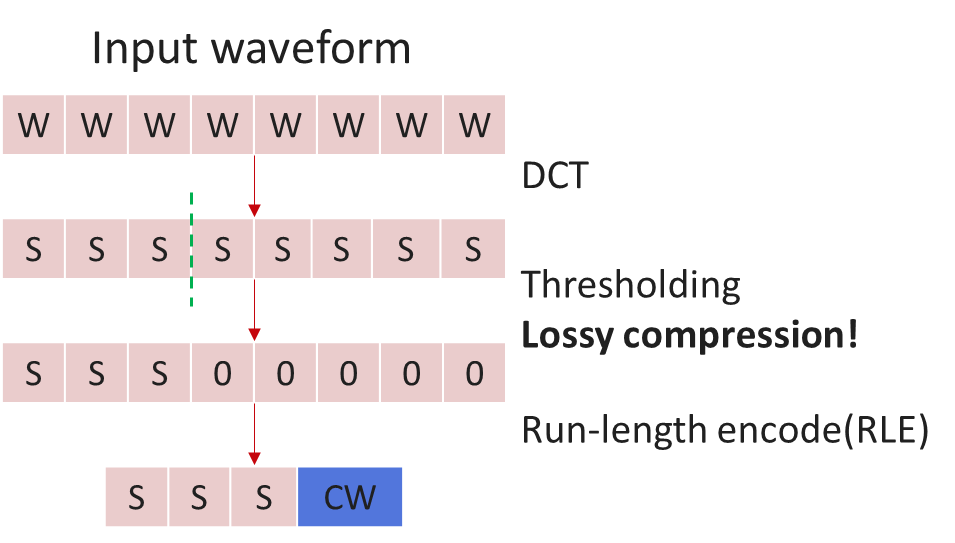 Input waveform
W W W W W W W W
DCT
S S S S S S S S
Thresholding
Lossy compression!
S S S 0 0 0 0 0
Run-length encode(RLE)
S S S CW